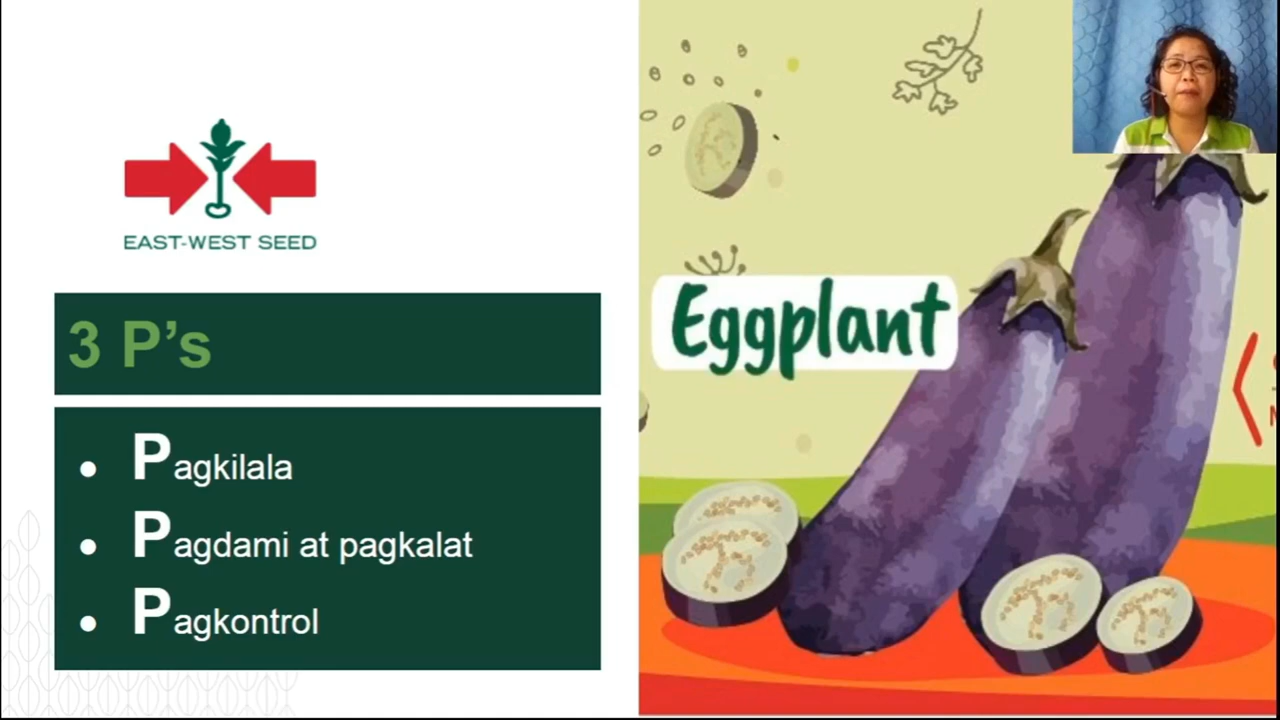 EAST-WEST SEED
3 P's
• Pagkilala
• Pagdami at pagkalat
• Pagkontrol
Eggplant